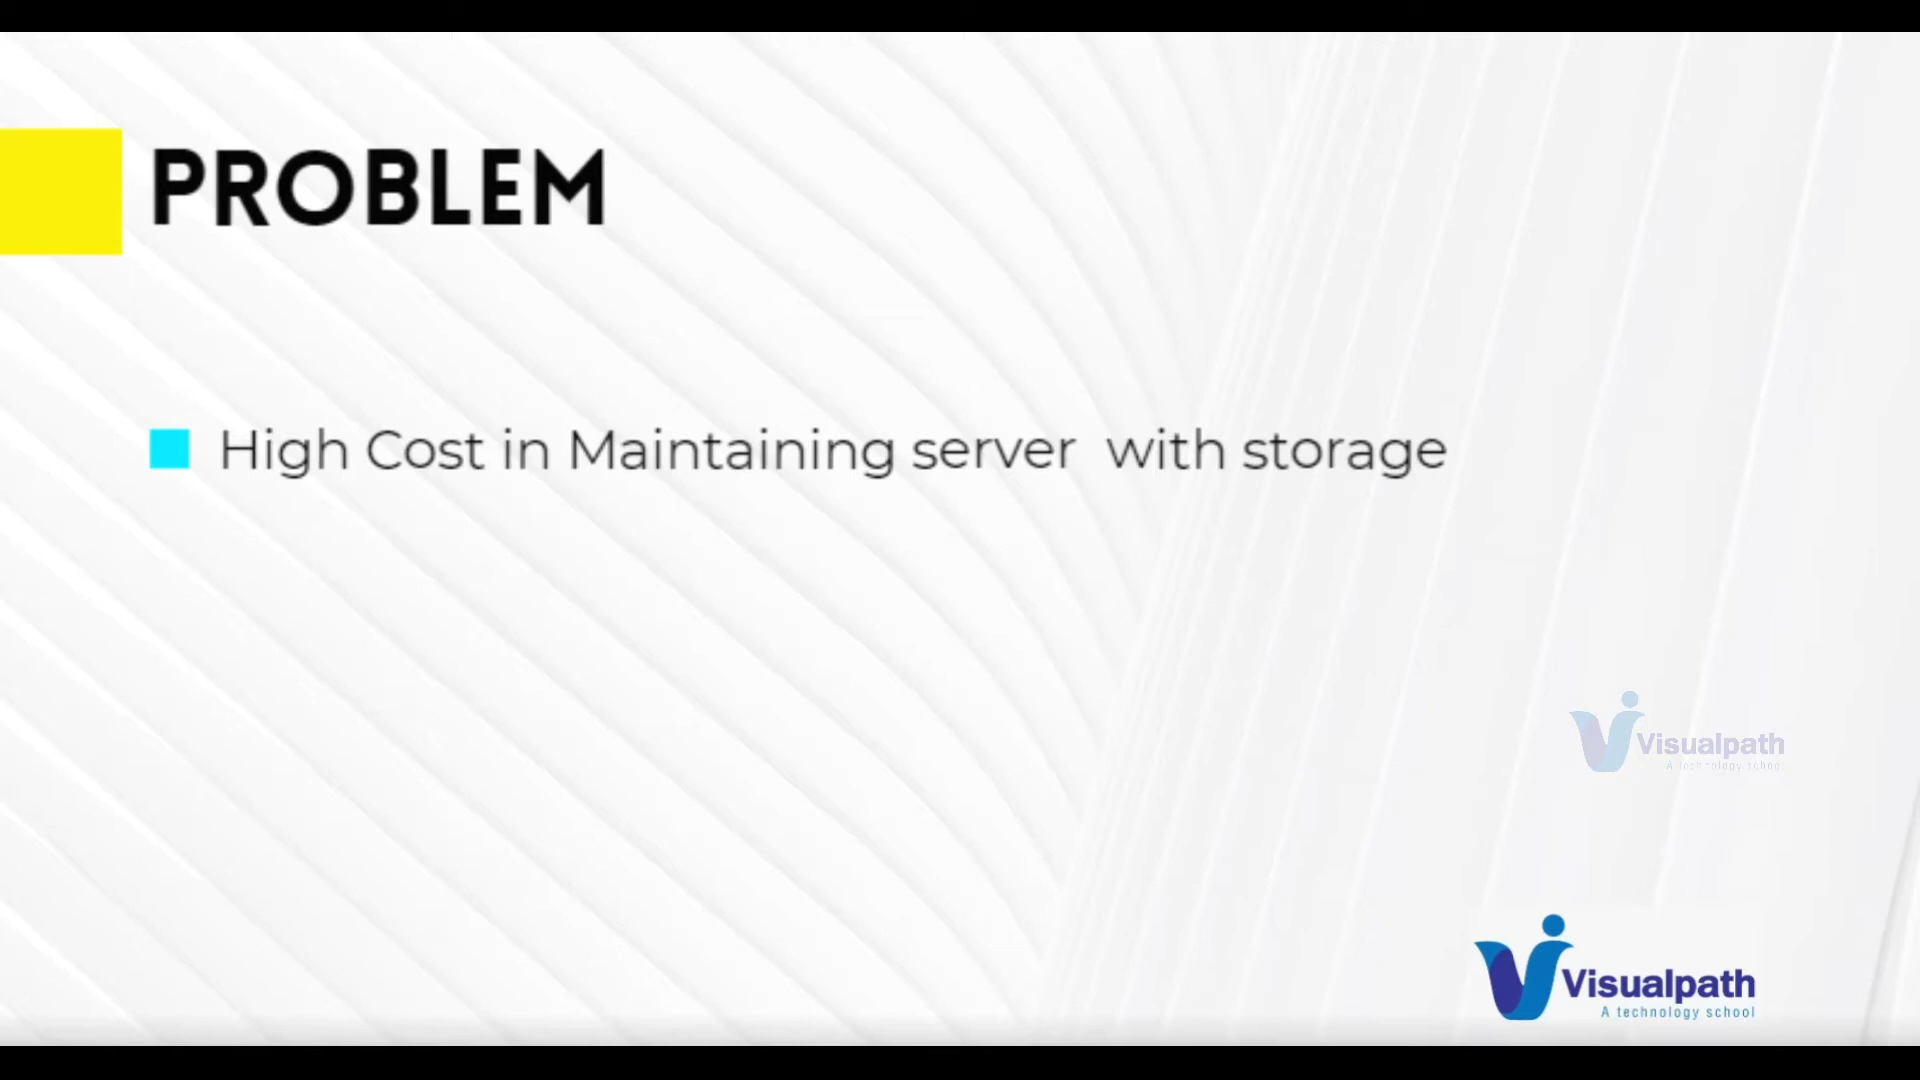 PROBLEM
High Cost in Maintaining server with storage
Visualpath
A technology school
Visualpath
A technology school